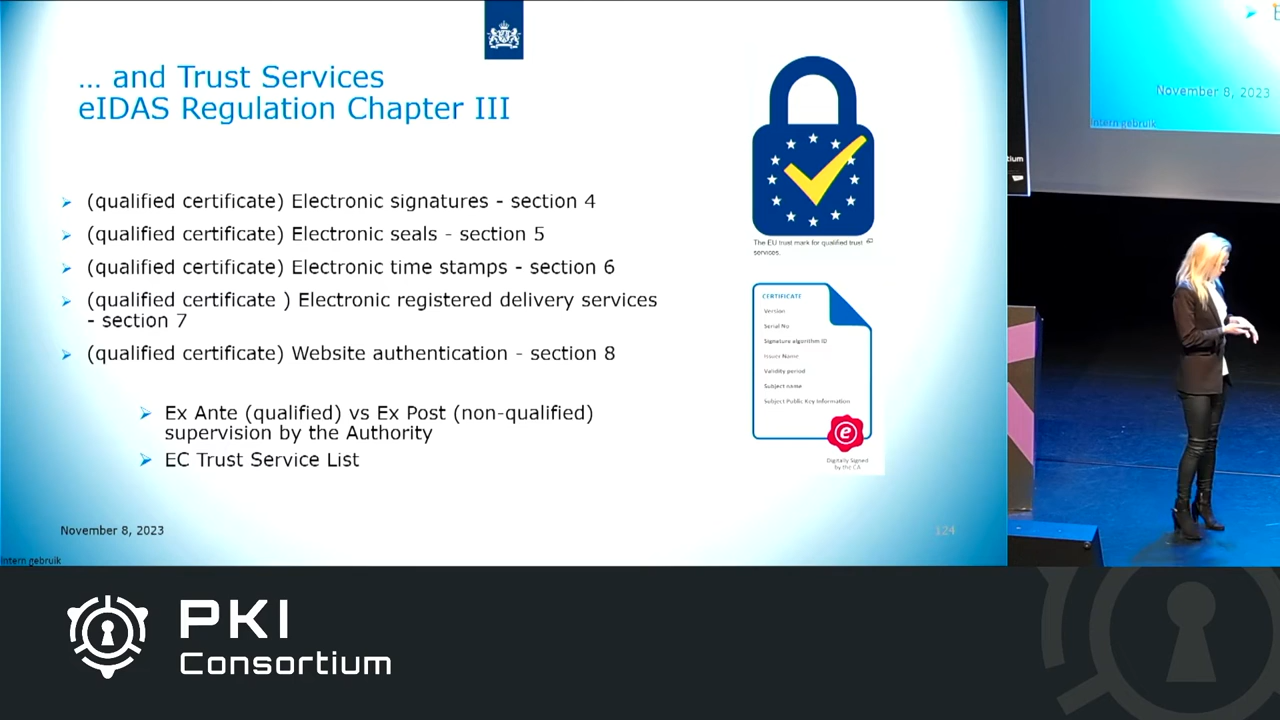 ... and Trust Services
eIDAS Regulation Chapter III
(qualified certificate) Electronic signatures - section 4
(qualified certificate) Electronic seals - section 5
(qualified certificate) Electronic time stamps - section 6
(qualified certificate ) Electronic registered delivery services
- section 7
(qualified certificate) Website authentication - section 8
Ex Ante (qualified) vs Ex Post (non-qualified)
supervision by the Authority
EC Trust Service List
November 8, 2023
124
Intern gebruik
The EU trust mark for qualified trust
services.
CERTIFICATE
Version
Serial No
Signature algorithm ID
Issuer Name
Validity period
Subject name
Subject Public Key Information
e
Digitally Signed
by the CA
November 8, 2023
Intern gebruik
tium
PKI
Consortium